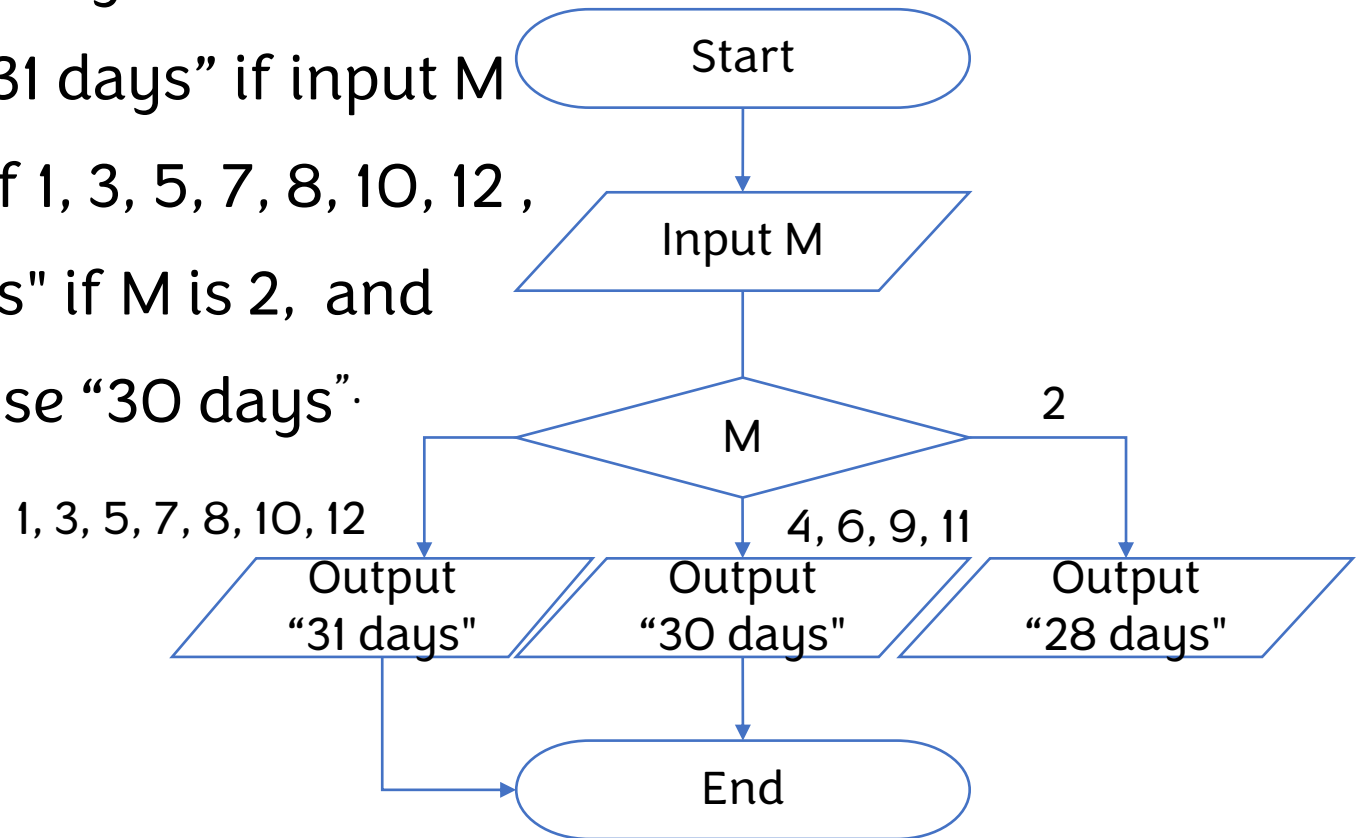 31 days” if input M
f 1, 3, 5, 7, 8, 10, 12 ,
s" if M is 2, and
se “30 days”.
Start
Input M
M
2
1, 3, 5, 7, 8, 10, 12
4, 6, 9, 11
Output
“31 days"
Output
“30 days"
Output
“28 days"
End